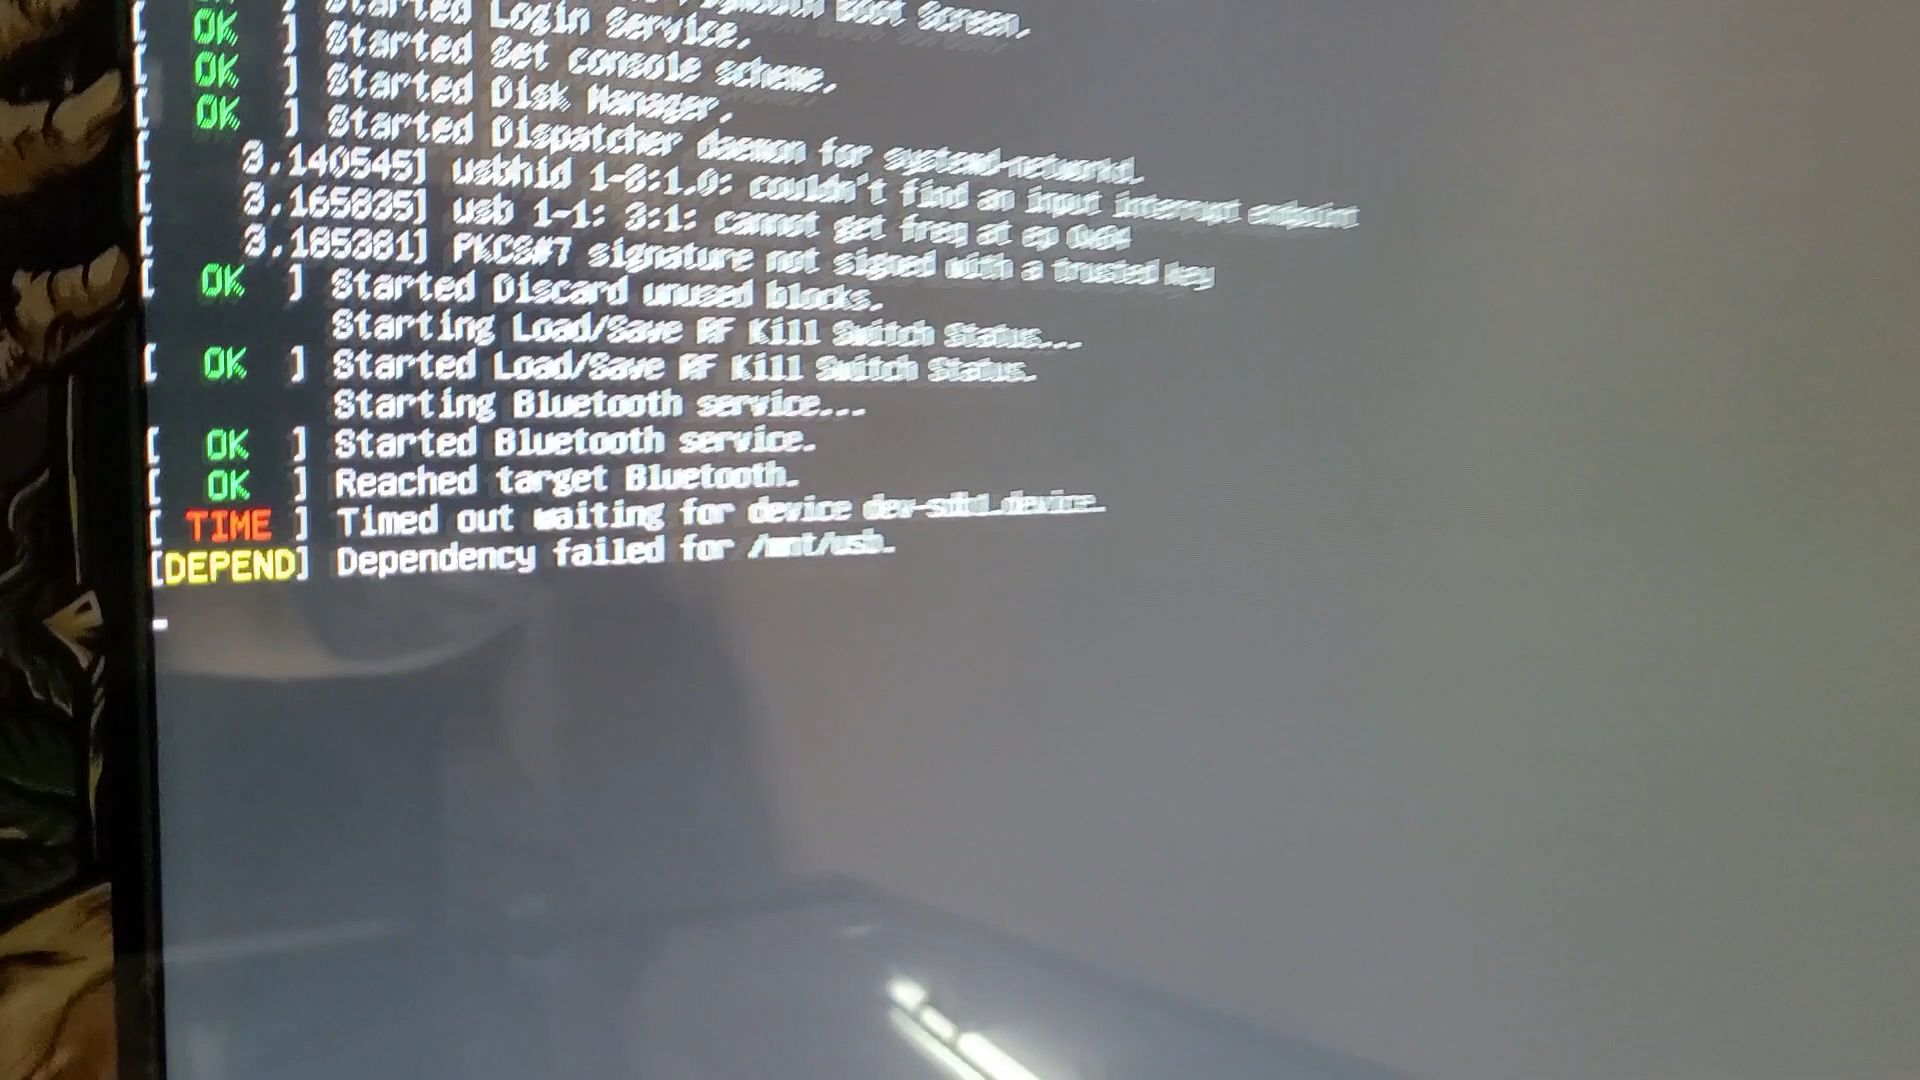 Boot Screen.
[ OK ] Started Login Service.
[ OK ] Started Set console scheme.
[ OK ] Started Disk Manager.
[ OK ] Started Dispatcher daemon for systemd-networkd.
[ 3.140545] usbhid 1-8:1.0: couldn't find an input interrupt endpoint
[ 3.165835] usb 1-1: 3:1: cannot get freq at ep 0x84
[ 3.185381] PKCS#7 signature not signed with a trusted key
[ OK ] Started Discard unused blocks.
Starting Load/Save RF Kill Switch Status...
[ OK ] Started Load/Save RF Kill Switch Status.
Starting Bluetooth service...
[ OK ] Started Bluetooth service.
[ OK ] Reached target Bluetooth.
[ TIME ] Timed out waiting for device
[DEPEND] Dependency failed for /mnt/usb.